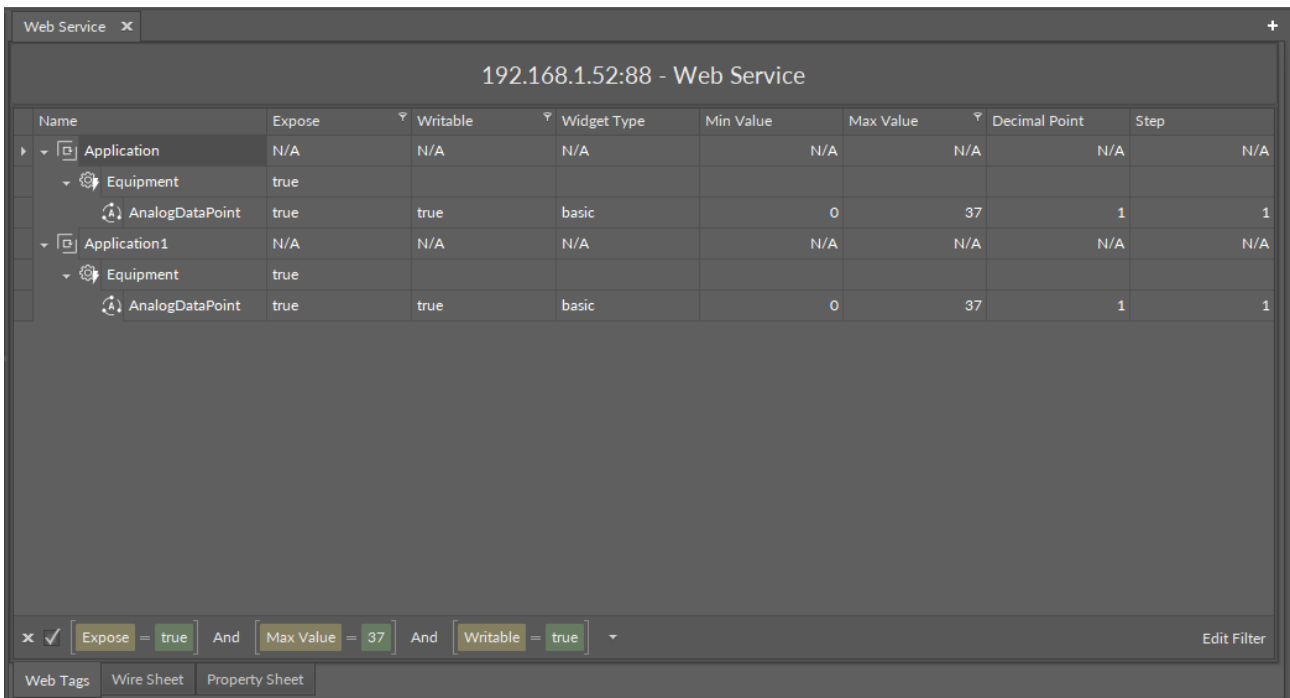 Web Service x +
192.168.1.52:88 - Web Service
Name Expose Writable Widget Type Min Value Max Value Decimal Point Step
Application N/A N/A N/A N/A N/A N/A N/A
Equipment true
AnalogDataPoint true true basic 0 37 1 1
Application1 N/A N/A N/A N/A N/A N/A N/A
Equipment true
AnalogDataPoint true true basic 0 37 1 1
x ✓ [Expose = true] And [Max Value = 37] And [Writable = true] Edit Filter
Web Tags Wire Sheet Property Sheet